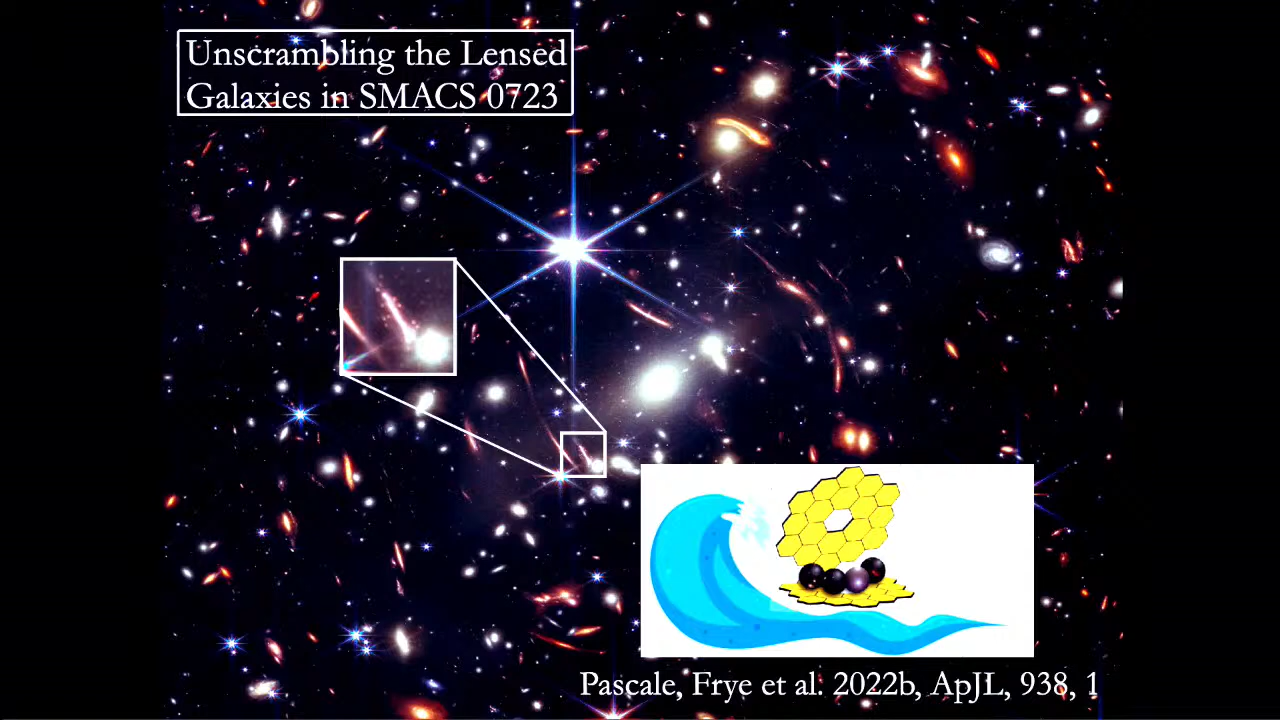 Unscrambling the Lensed
Galaxies in SMACS 0723
Pascale, Frye et al. 2022b, ApJL, 938, 1